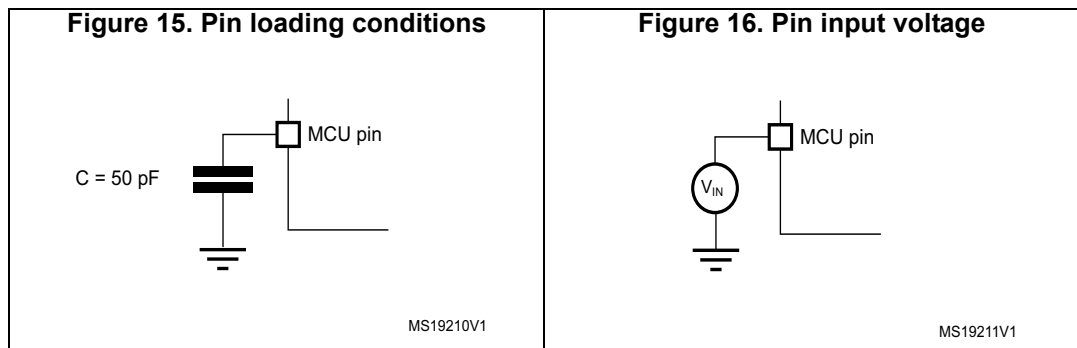 Figure 15. Pin loading conditions
MCU pin
C = 50 pF
MS19210V1
Figure 16. Pin input voltage
MCU pin
VIN
MS19211V1